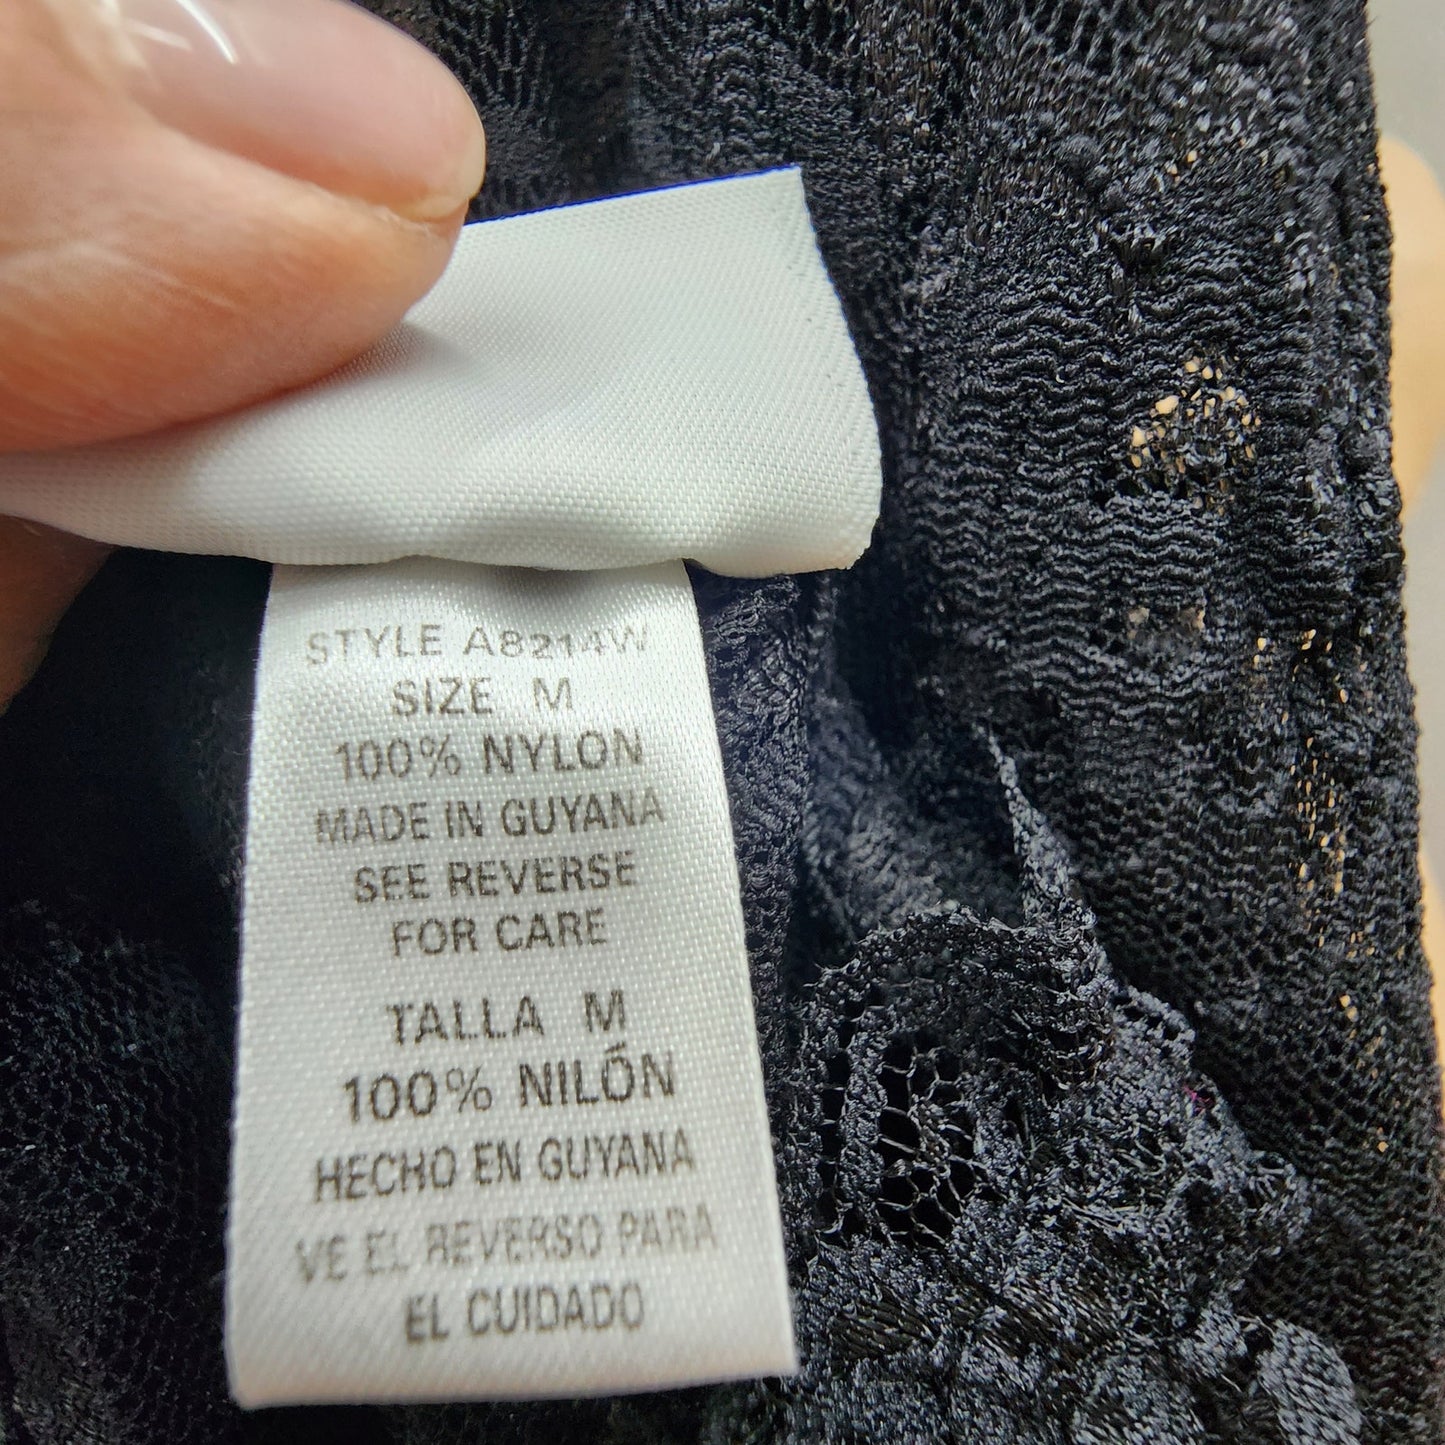 STYLE A8214W
SIZE M
100% NYLON
MADE IN GUYANA
SEE REVERSE
FOR CARE
TALLA M
100% NILÓN
HECHO EN GUYANA
VE EL REVERSO PARA
EL CUIDADO